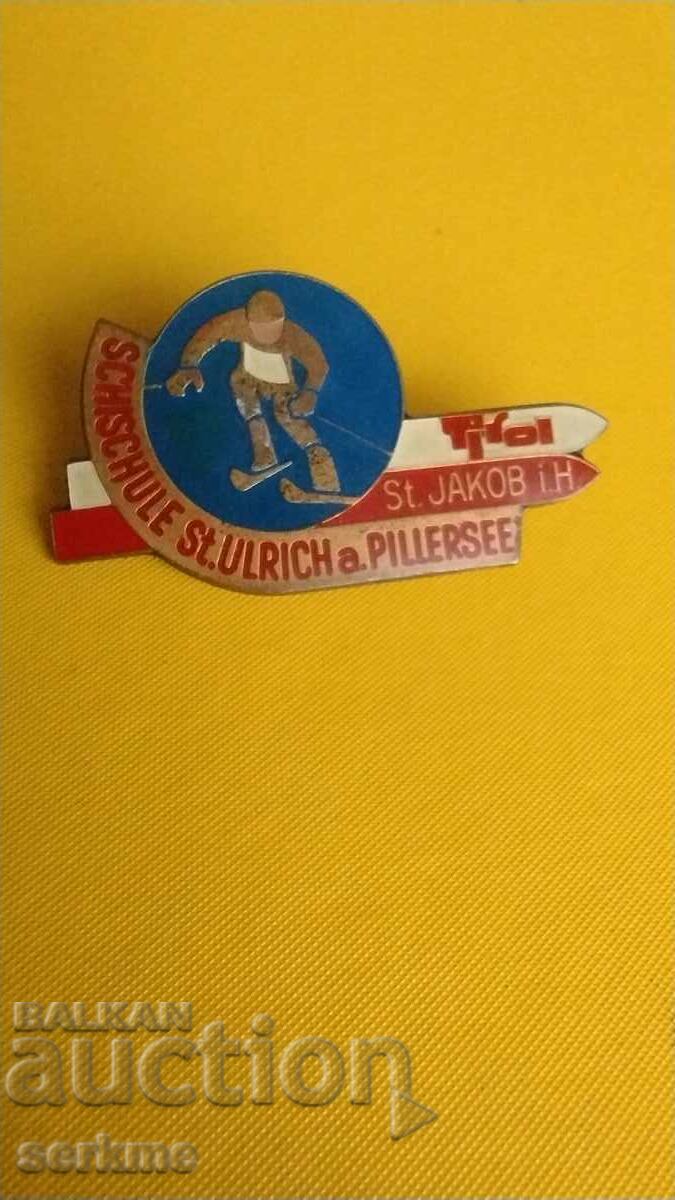 SCHISCHULE St. ULRICH a. PILLERSEE
Tirol
St. JAKOB i.H
BALKAN
auction
serkme